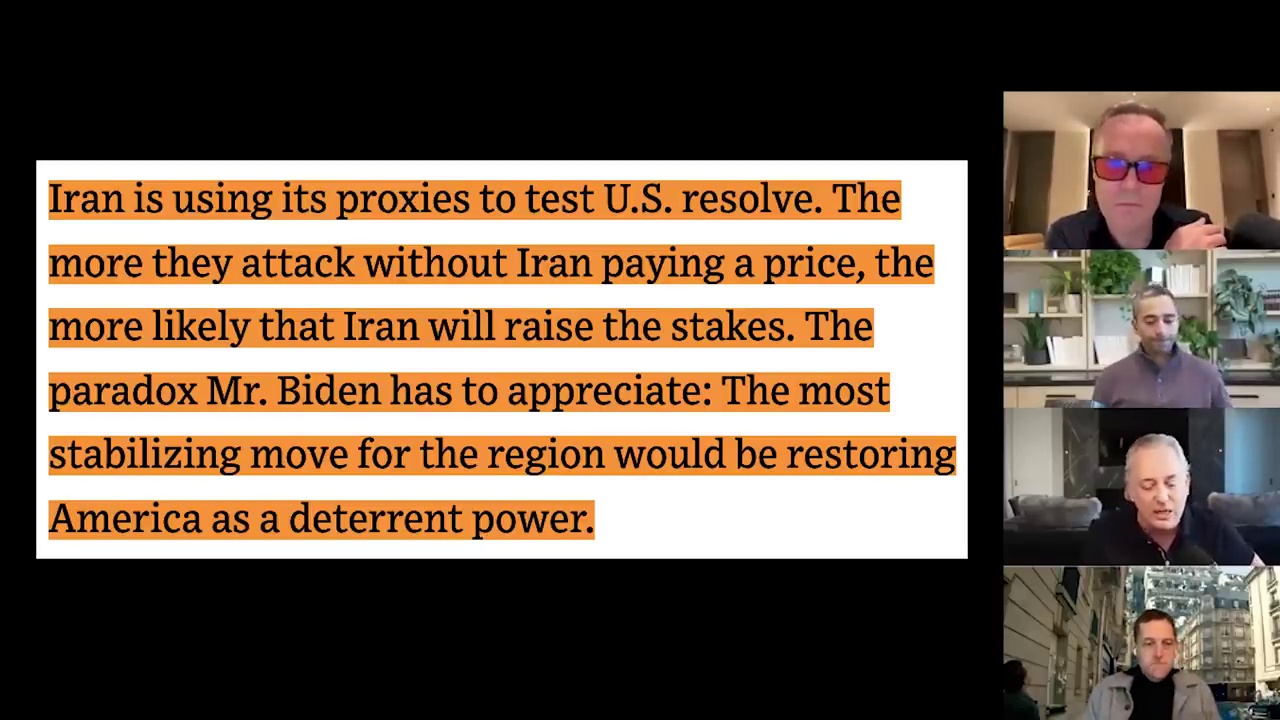 Iran is using its proxies to test U.S. resolve. The
more they attack without Iran paying a price, the
more likely that Iran will raise the stakes. The
paradox Mr. Biden has to appreciate: The most
stabilizing move for the region would be restoring
America as a deterrent power.